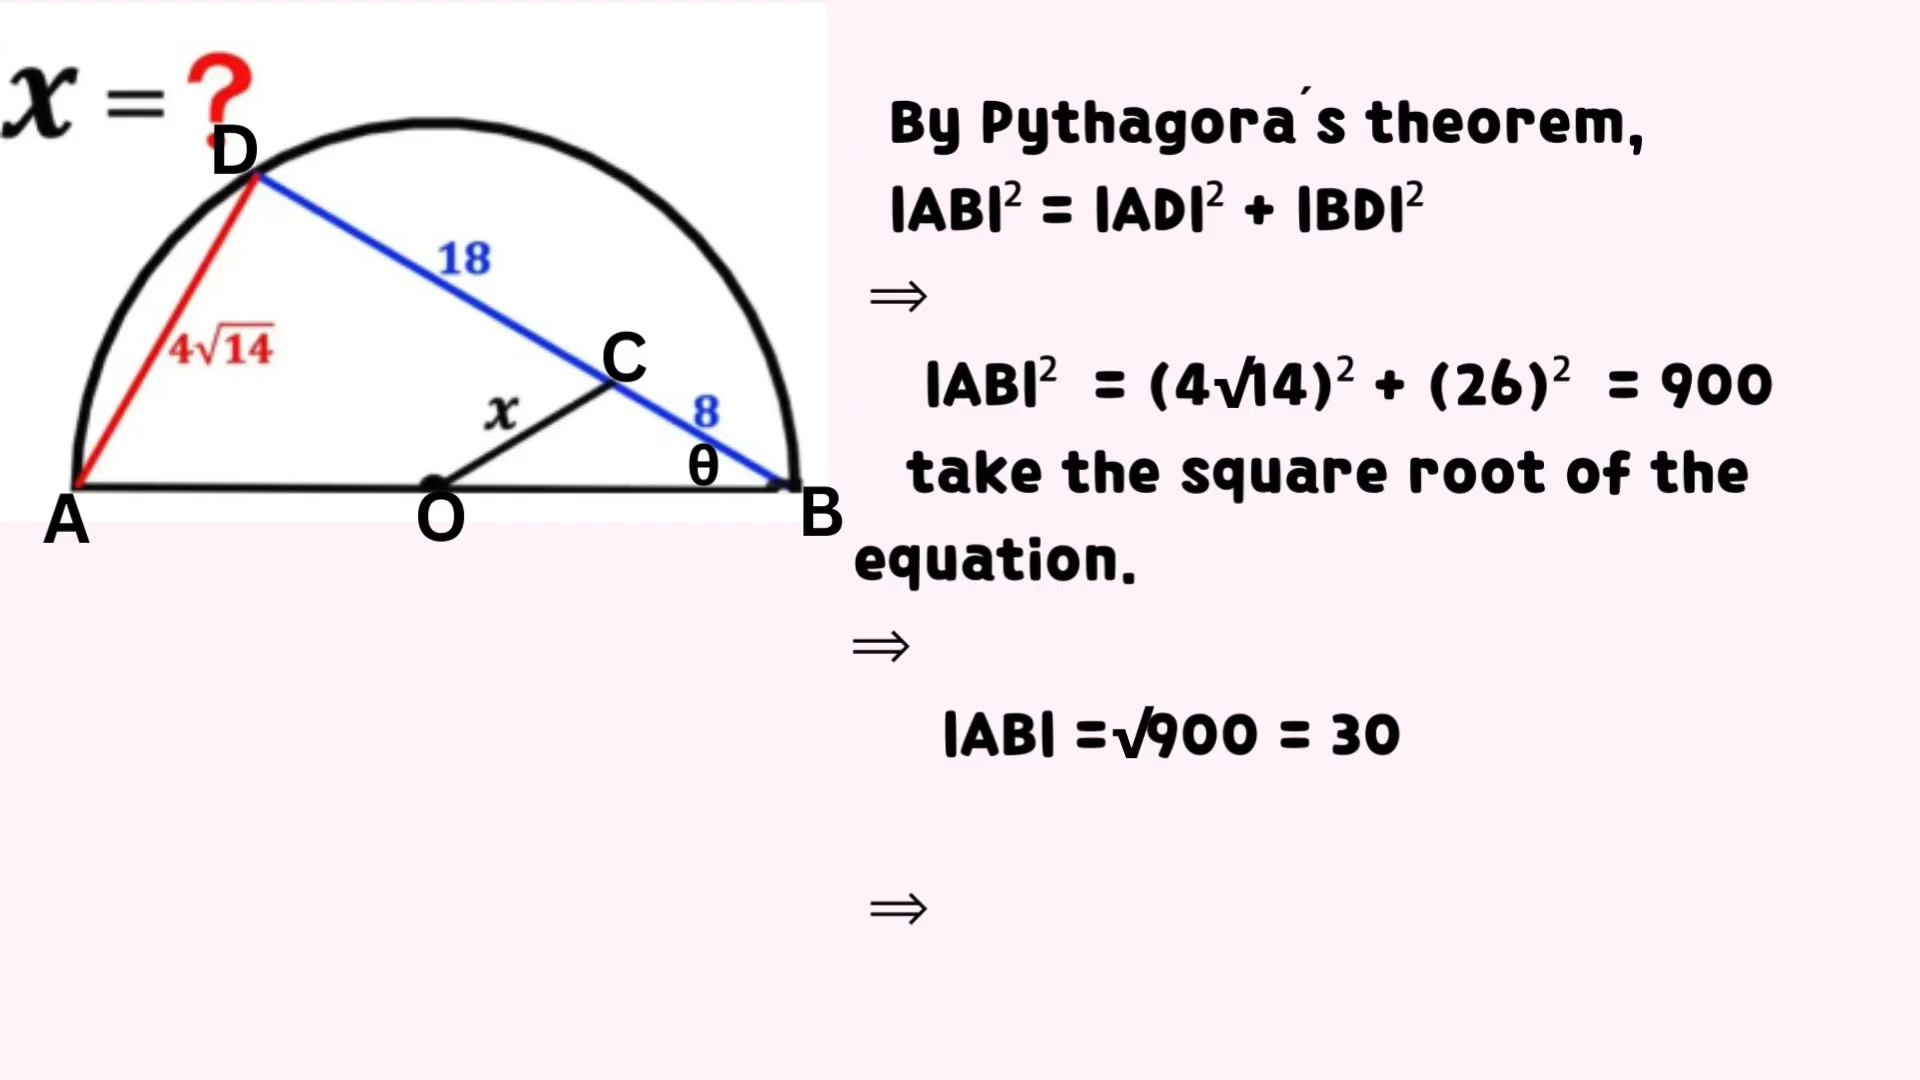 x = ?
D
18
4√14
C
x
8
θ
A
O
B
By Pythagora´s theorem,
|AB|² = |AD|² + |BD|²
⇒
|AB|² = (4√14)² + (26)² = 900
take the square root of the
equation.
⇒
|AB| =√900 = 30
⇒